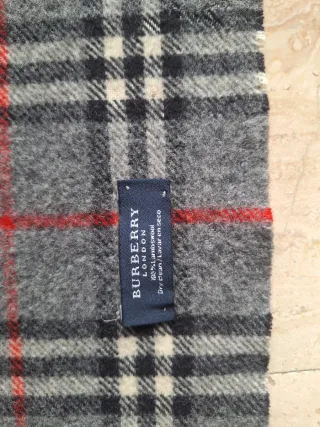 BURBERRY
LONDON
100% Lambswool
Dry clean / Lavar en seco